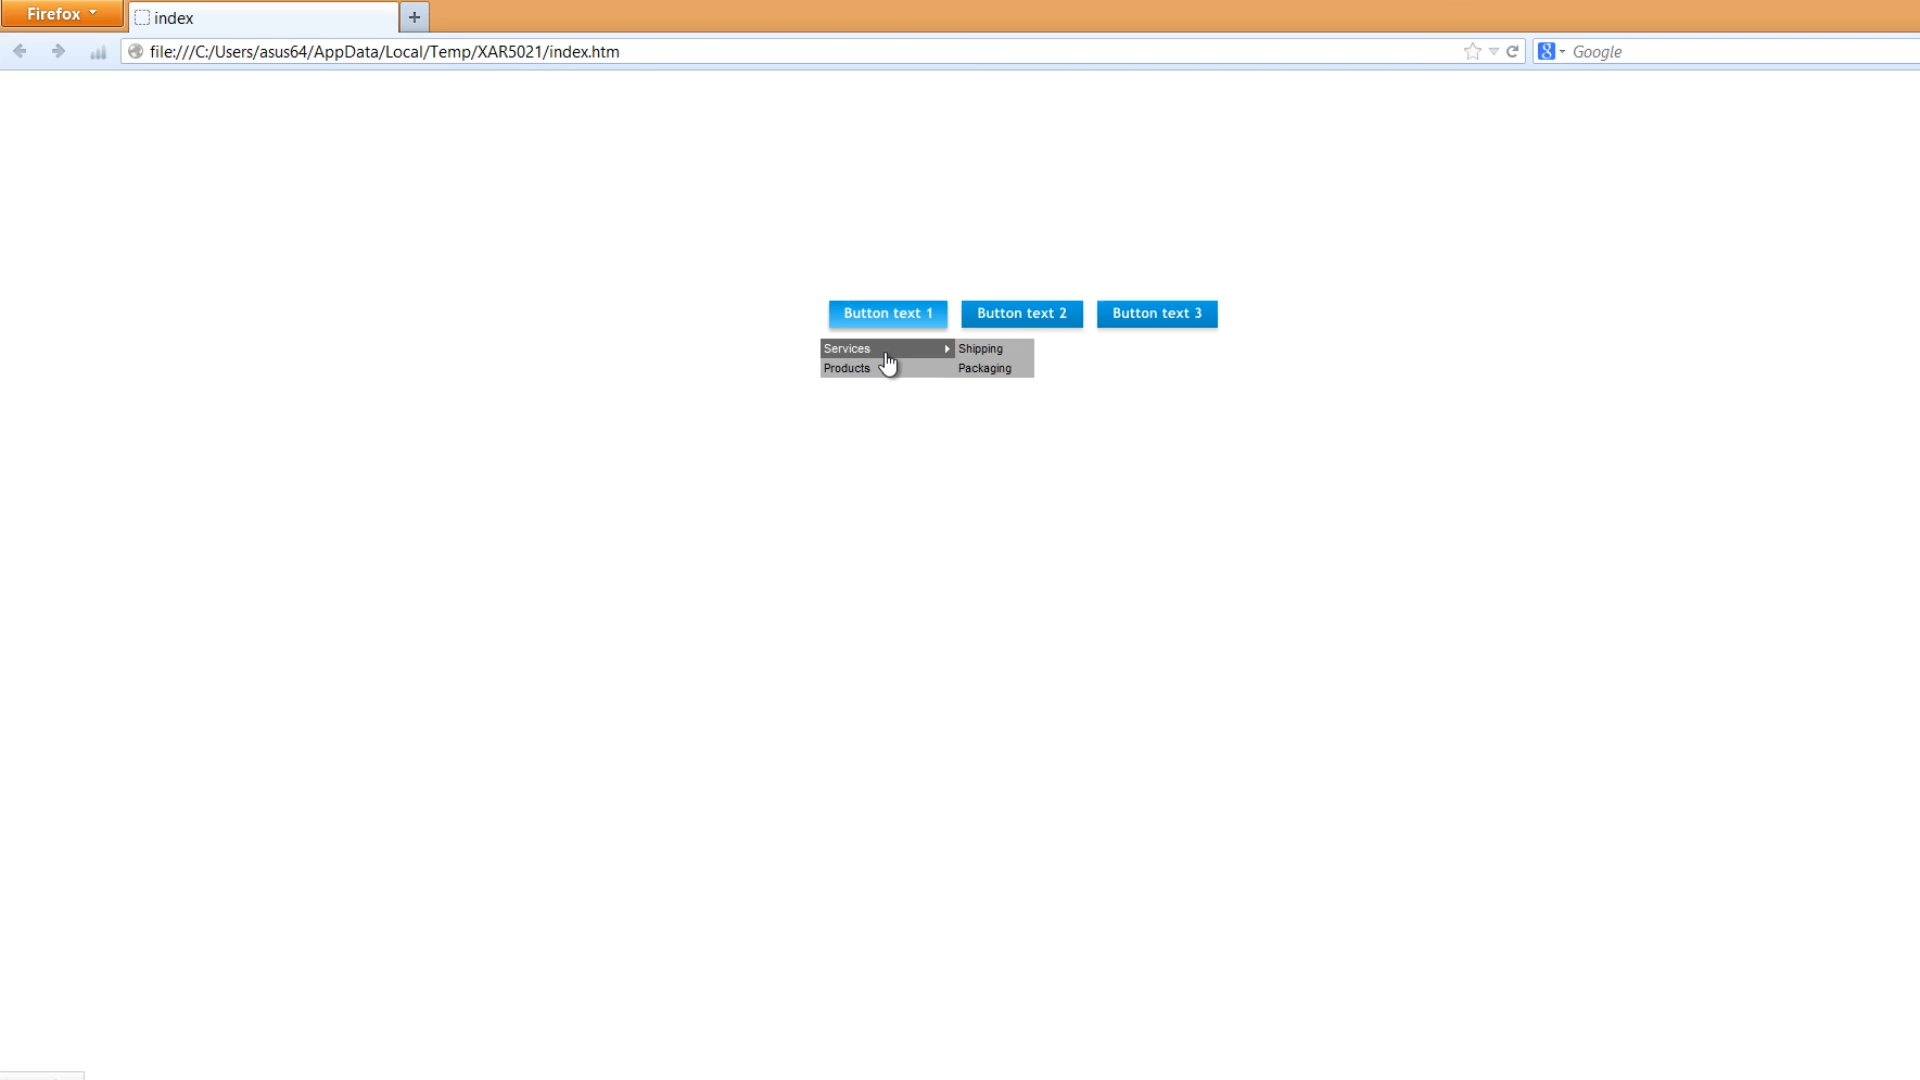 Firefox
index
file:///C:/Users/asus64/AppData/Local/Temp/XAR5021/index.htm
Google
Button text 1
Button text 2
Button text 3
Services
Shipping
Products
Packaging